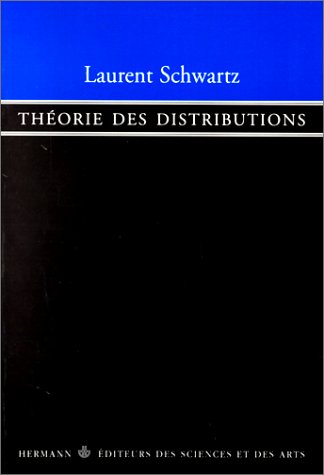 Laurent Schwartz
THÉORIE DES DISTRIBUTIONS
HERMANN ÉDITEURS DES SCIENCES ET DES ARTS